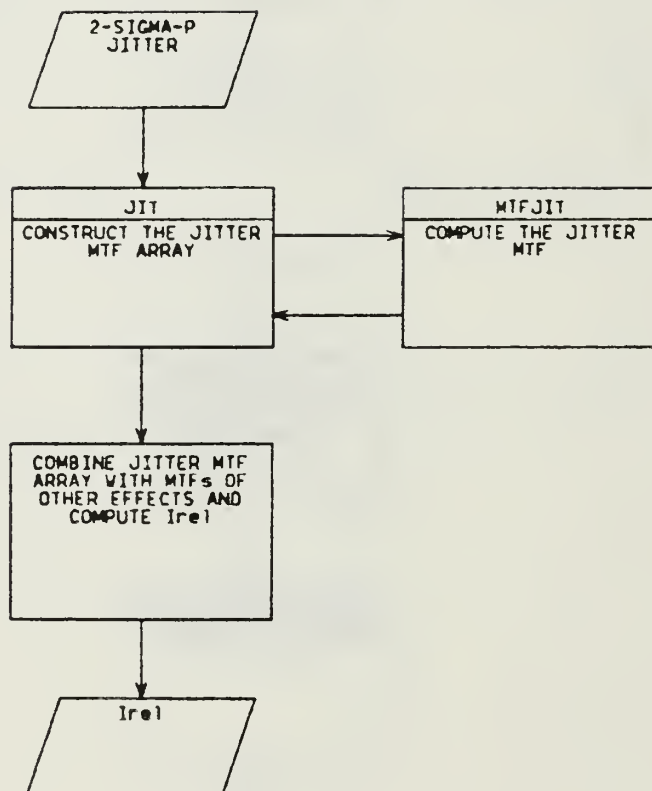 2-SIGMA-P
JITTER
JIT
CONSTRUCT THE JITTER
MTF ARRAY
MTFJIT
COMPUTE THE JITTER
MTF
COMBINE JITTER MTF
ARRAY WITH MTFs OF
OTHER EFFECTS AND
COMPUTE Irel
Irel